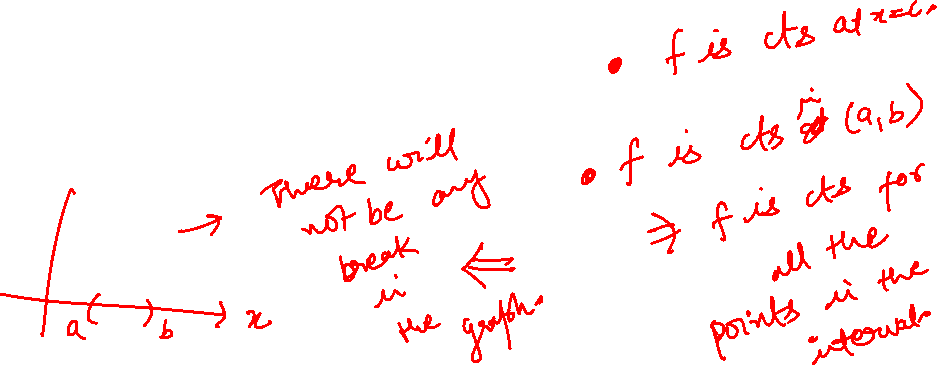 • f is cts at x=c.
• f is cts in (a,b)
⇒ f is cts for
all the
points in the
interval.
→ There will
not be any
break ⇐
in
the graph.
a ( ) b x